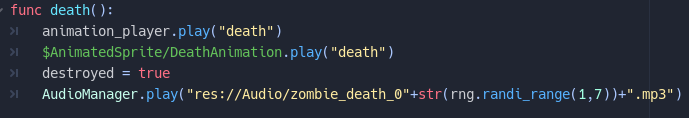 func death():
animation_player.play("death")
$AnimatedSprite/DeathAnimation.play("death")
destroyed = true
AudioManager.play("res://Audio/zombie_death_0"+str(rng.randi_range(1,7))+".mp3")